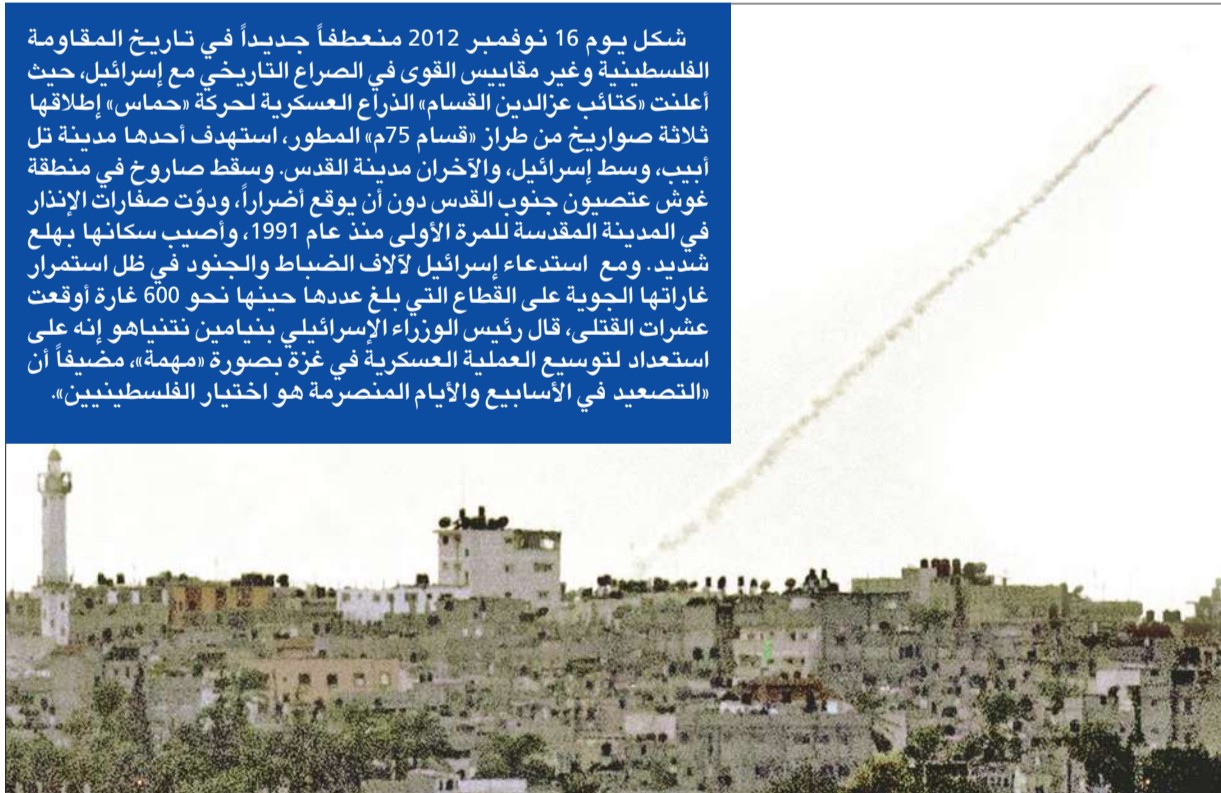 شكل يوم 16 نوفمبر 2012 منعطفاً جديداً في تاريخ المقاومة
الفلسطينية وغير مقاييس القوى في الصراع التاريخي مع إسرائيل، حيث
أعلنت «كتائب عزالدين القسام» الذراع العسكرية لحركة «حماس» إطلاقها
ثلاثة صواريخ من طراز «قسام 75م» المطور، استهدف أحدها مدينة تل
أبيب، وسط إسرائيل، والآخران مدينة القدس. وسقط صاروخ في منطقة
غوش عتصيون جنوب القدس دون أن يوقع أضراراً، ودوّت صفارات الإنذار
في المدينة المقدسة للمرة الأولى منذ عام 1991، وأصيب سكانها بهلع
شديد. ومع استدعاء إسرائيل لآلاف الضباط والجنود في ظل استمرار
غاراتها الجوية على القطاع التي بلغ عددها حينها نحو 600 غارة أوقعت
عشرات القتلى، قال رئيس الوزراء الإسرائيلي بنيامين نتنياهو إنه على
استعداد لتوسيع العملية العسكرية في غزة بصورة «مهمة»، مضيفاً أن
«التصعيد في الأسابيع والأيام المنصرمة هو اختيار الفلسطينيين».